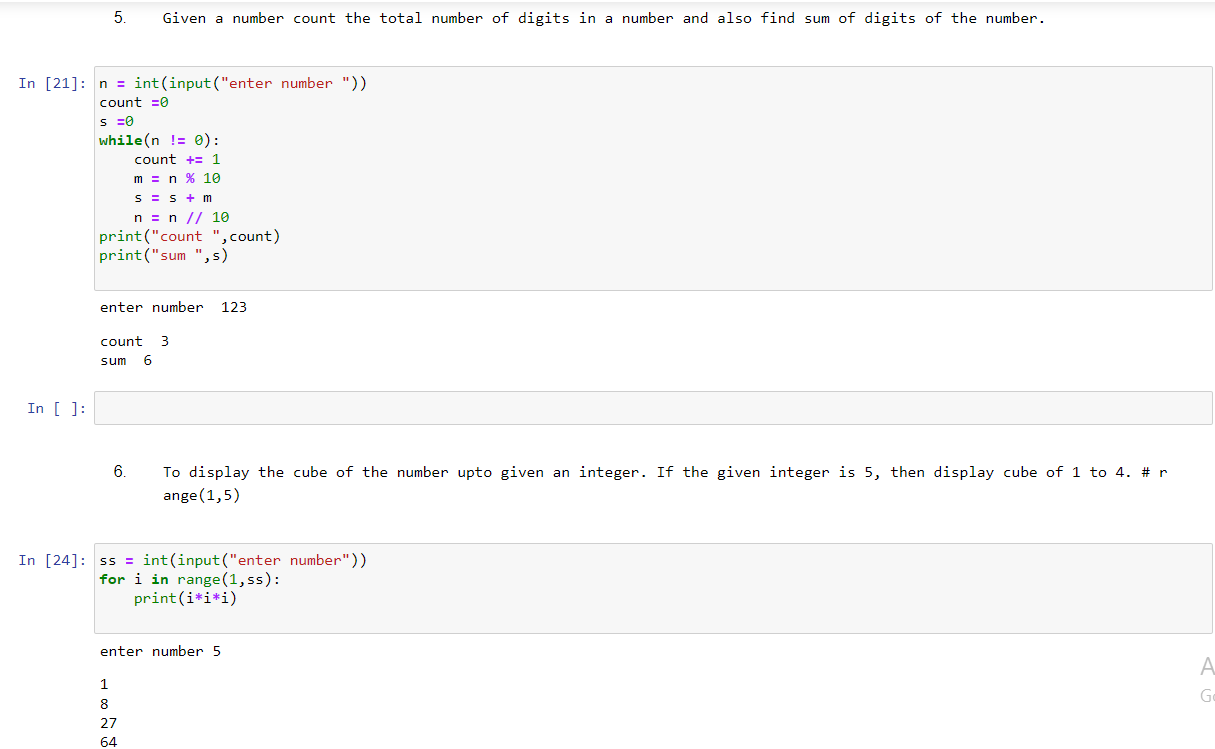 5. Given a number count the total number of digits in a number and also find sum of digits of the number.
In [21]: n = int(input("enter number "))
count =0
s =0
while(n != 0):
    count += 1
    m = n % 10
    s = s + m
    n = n // 10
print("count ",count)
print("sum ",s)
enter number  123
count  3
sum  6
In [ ]:
6. To display the cube of the number upto given an integer. If the given integer is 5, then display cube of 1 to 4. # r
ange(1,5)
In [24]: ss = int(input("enter number"))
for i in range(1,ss):
    print(i*i*i)
enter number 5
1
8
27
64